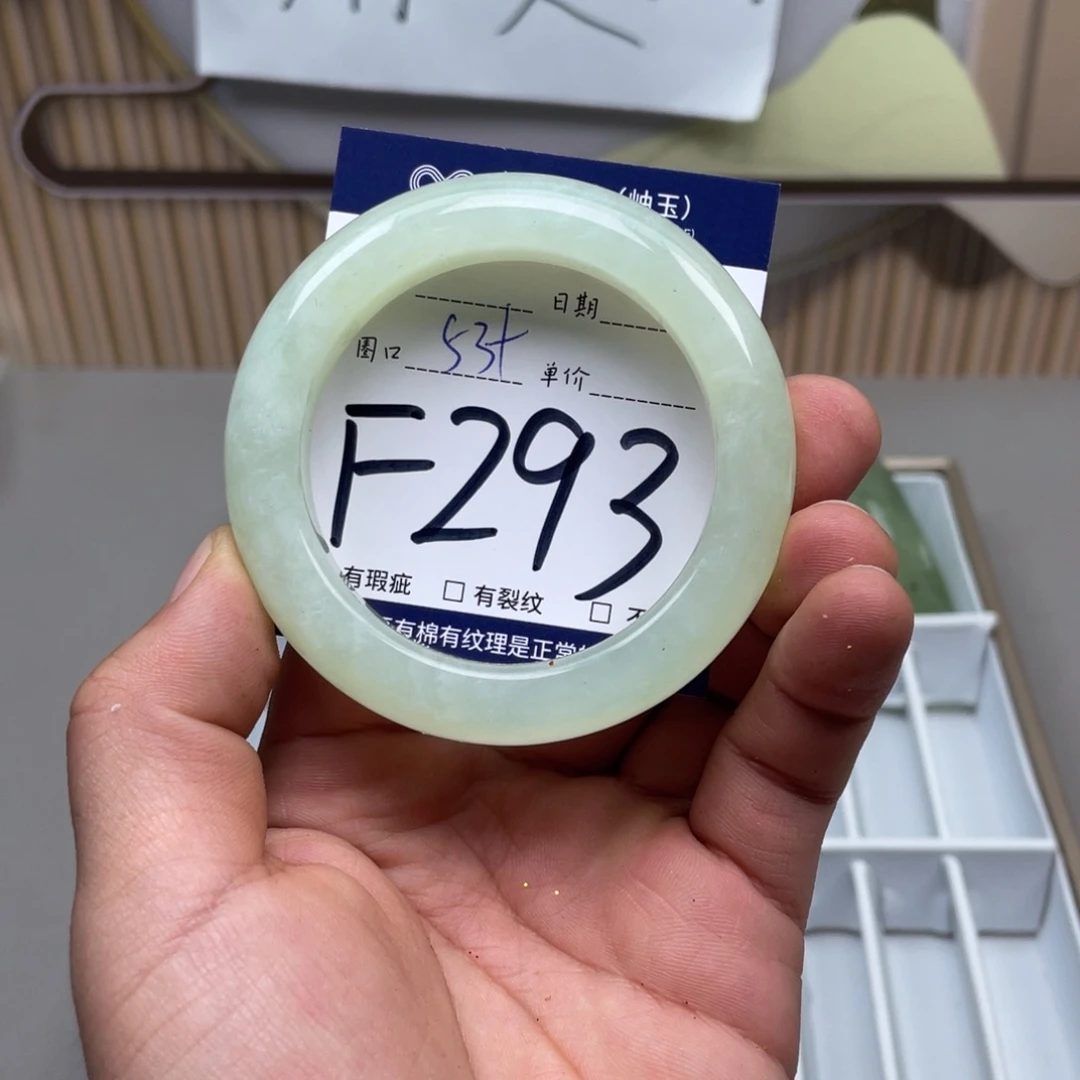 (岫玉)
日期
圈口 53+ 单价
F293
有瑕疵 □ 有裂纹 □
有棉有纹理是正常